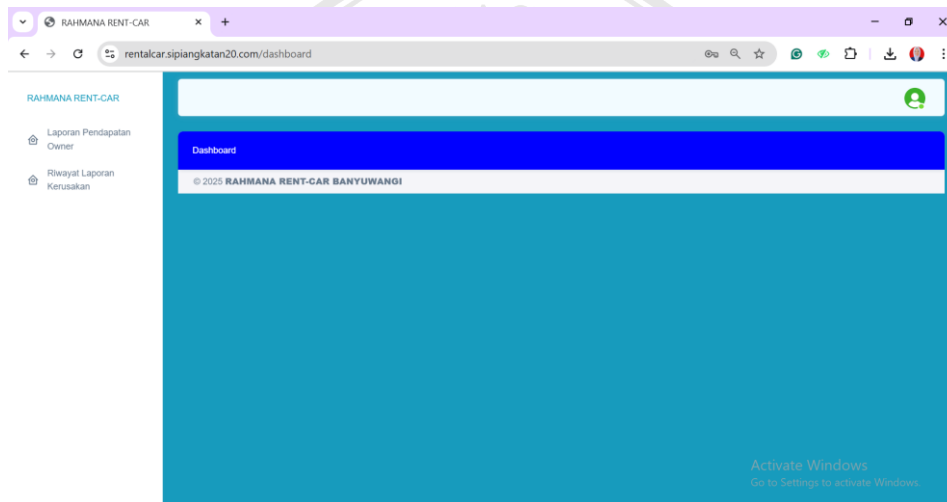 RAHMANA RENT-CAR
rentalcar.sipiangkatan20.com/dashboard
RAHMANA RENT-CAR
Laporan Pendapatan
Owner
Riwayat Laporan
Kerusakan
Dashboard
© 2025 RAHMANA RENT-CAR BANYUWANGI
Activate Windows
Go to Settings to activate Windows.